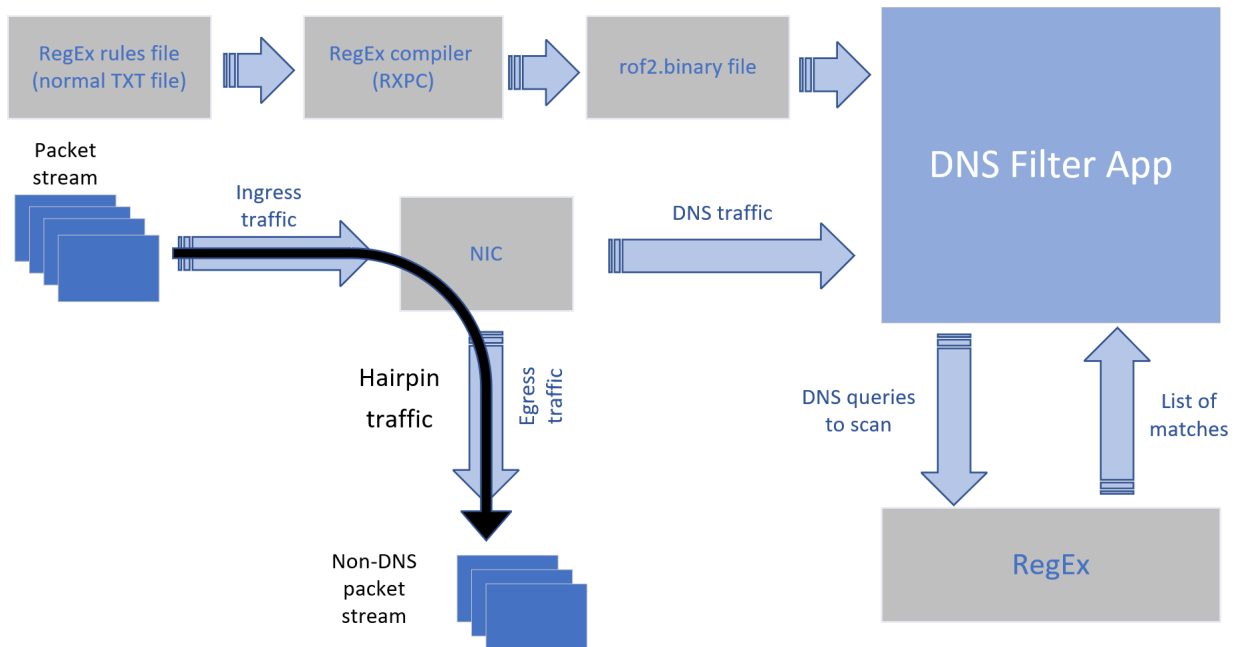 RegEx rules file
(normal TXT file)
RegEx compiler
(RXPC)
rof2.binary file
DNS Filter App
Packet
stream
Ingress
traffic
NIC
DNS traffic
Hairpin
traffic
Egress
traffic
DNS queries
to scan
List of
matches
Non-DNS
packet
stream
RegEx